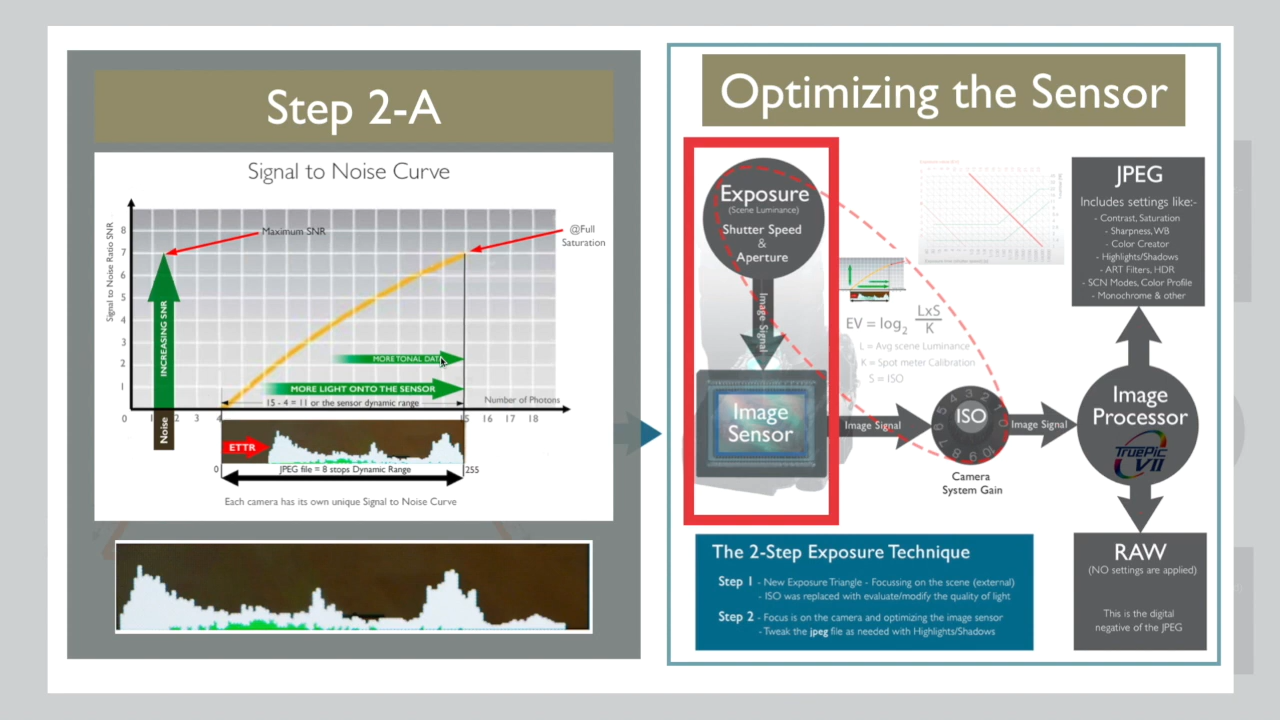 Step 2-A
Signal to Noise Curve
Signal to Noise Ratio SNR
8
7
6
5
4
3
2
1
Maximum SNR
@Full
Saturation
INCREASING SNR
Noise
MORE TONAL DATA
MORE LIGHT ONTO THE SENSOR
15 - 4 = 11 or the sensor dynamic range
Number of Photons
0 1 2 3 4 15 16 17 18
ETTR
0 JPEG file = 8 stops Dynamic Range 255
Each camera has its own unique Signal to Noise Curve
Optimizing the Sensor
Exposure
(Scene Luminance)
Shutter Speed
&
Aperture
Image Signal
Image
Sensor
Image Signal
EV = log2 LxS
K
L = Avg scene Luminance
K = Spot meter Calibration
S = ISO
ISO
Camera
System Gain
Image Signal
Image
Processor
TruePic
VII
JPEG
Includes settings like:-
- Contrast, Saturation
- Sharpness, WB
- Color Creator
- Highlights/Shadows
- ART Filters, HDR
- SCN Modes, Color Profile
- Monochrome & other
RAW
(NO settings are applied)
This is the digital
negative of the JPEG
The 2-Step Exposure Technique
Step 1 - New Exposure Triangle - Focussing on the scene (external)
- ISO was replaced with evaluate/modify the quality of light
Step 2 - Focus is on the camera and optimizing the image sensor
- Tweak the jpeg file as needed with Highlights/Shadows